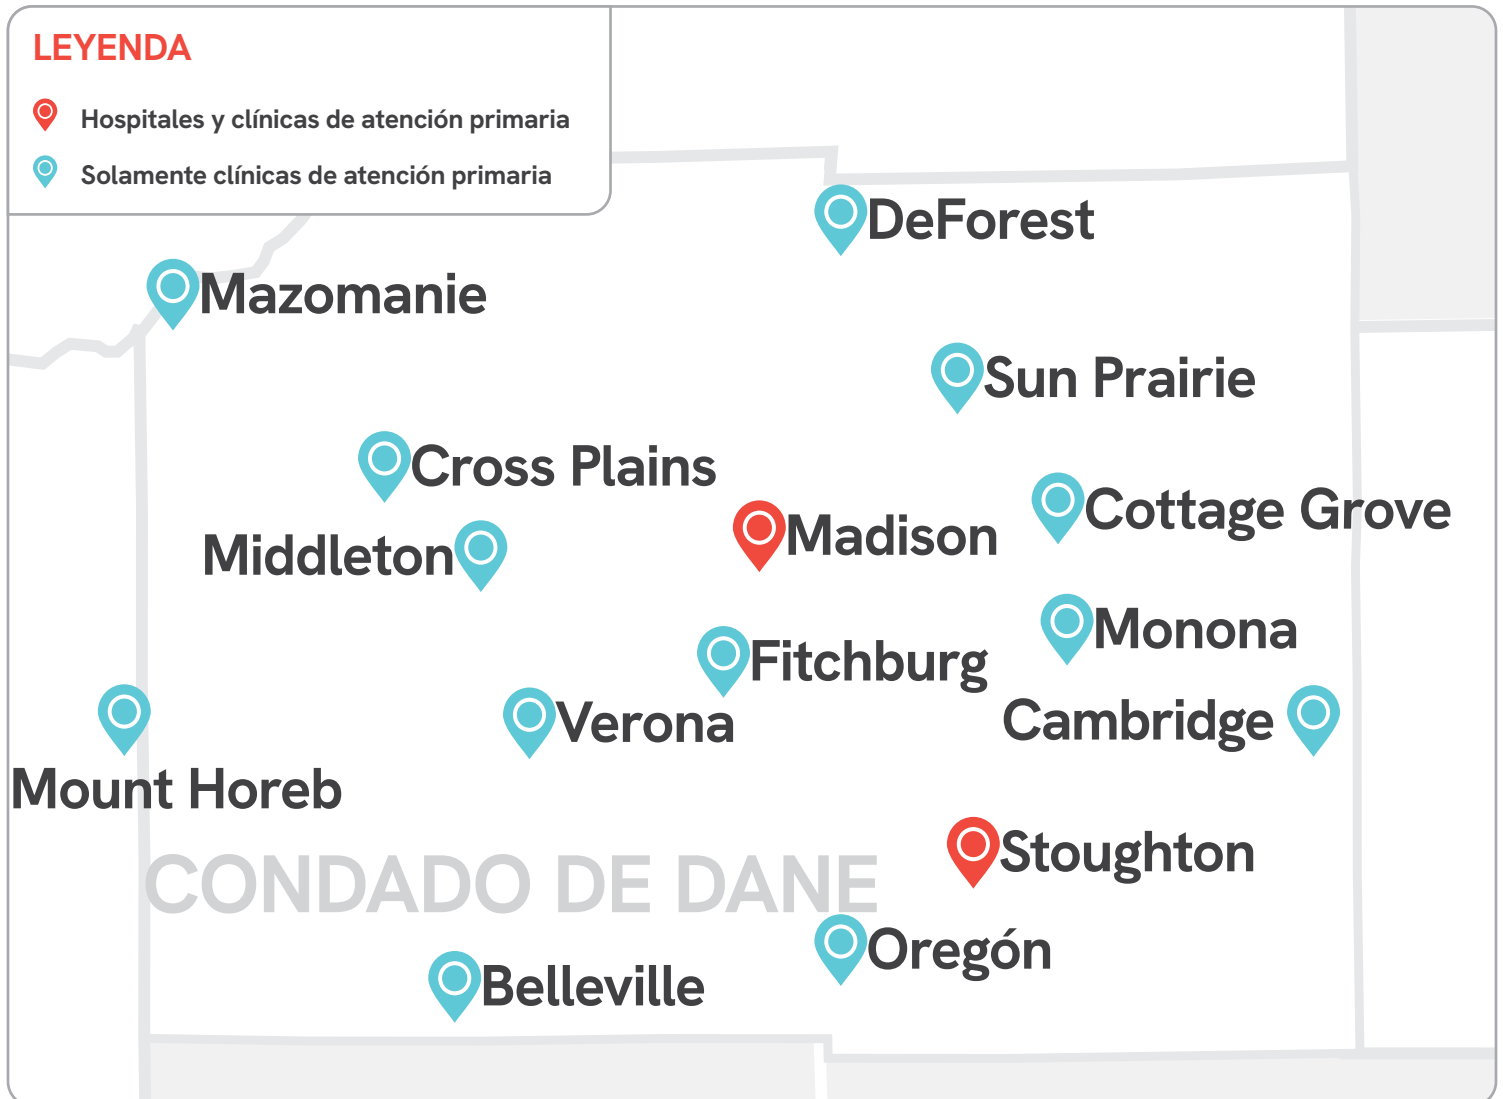 LEYENDA
Hospitales y clínicas de atención primaria
Solamente clínicas de atención primaria
DeForest
Mazomanie
Sun Prairie
Cross Plains
Cottage Grove
Madison
Middleton
Monona
Fitchburg
Cambridge
Verona
Mount Horeb
Stoughton
CONDADO DE DANE
Oregón
Belleville